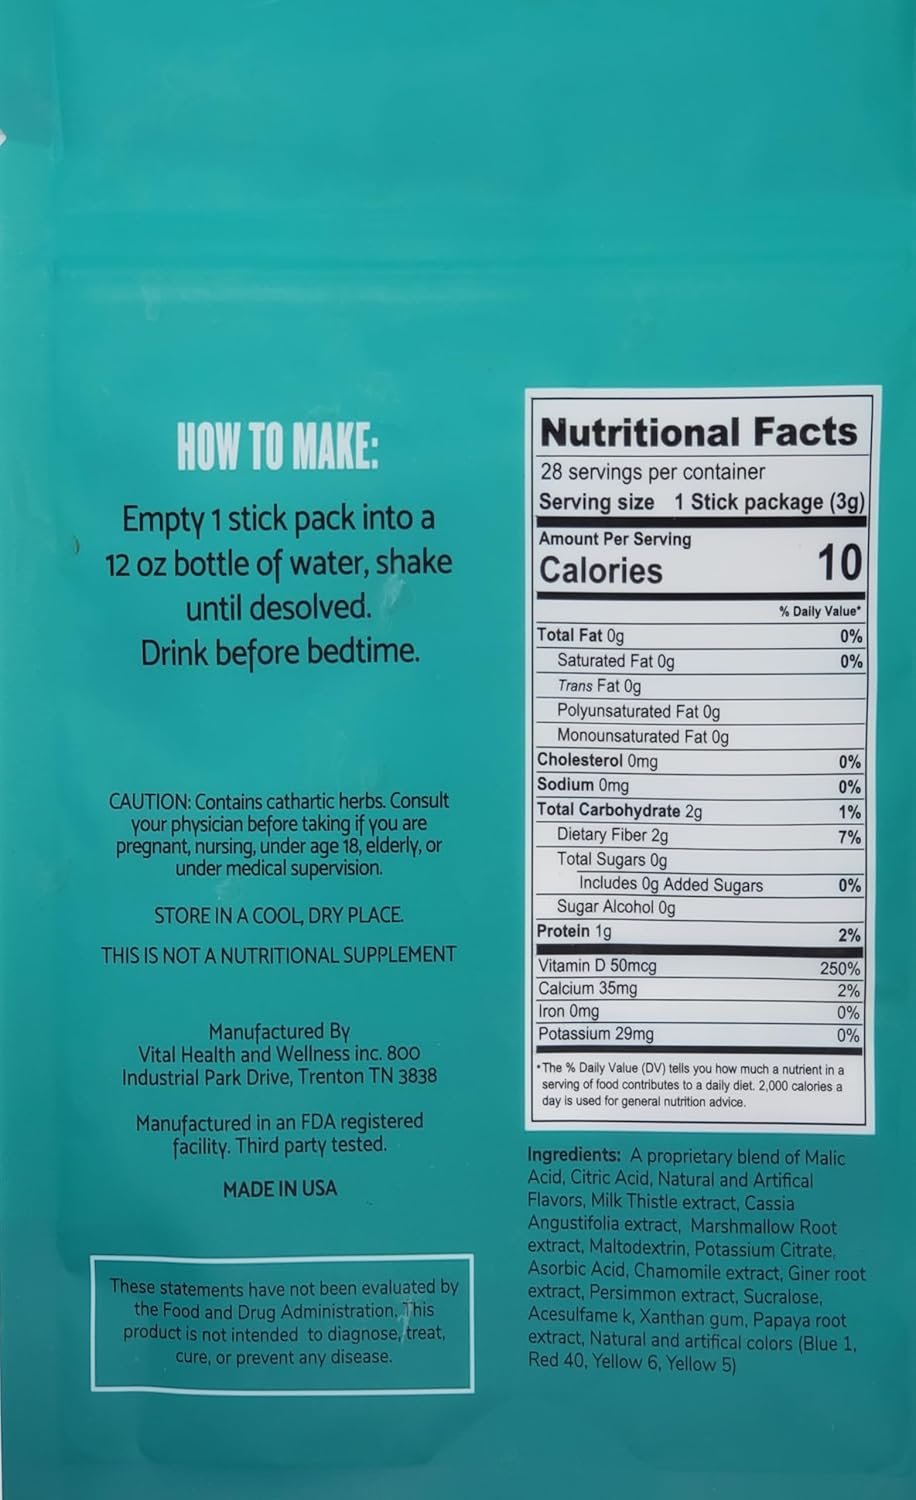 HOW TO MAKE:
Empty 1 stick pack into a
12 oz bottle of water, shake
until desolved.
Drink before bedtime.
CAUTION: Contains cathartic herbs. Consult
your physician before taking if you are
pregnant, nursing, under age 18, elderly, or
under medical supervision.
STORE IN A COOL, DRY PLACE.
THIS IS NOT A NUTRITIONAL SUPPLEMENT
Manufactured By
Vital Health and Wellness inc. 800
Industrial Park Drive, Trenton TN 3838
Manufactured in an FDA registered
facility. Third party tested.
MADE IN USA
These statements have not been evaluated by
the Food and Drug Administration. This
product is not intended to diagnose, treat,
cure, or prevent any disease.
Nutritional Facts
28 servings per container
Serving size 1 Stick package (3g)
Amount Per Serving
Calories 10
% Daily Value*
Total Fat 0g 0%
Saturated Fat 0g 0%
Trans Fat 0g
Polyunsaturated Fat 0g
Monounsaturated Fat 0g
Cholesterol 0mg 0%
Sodium 0mg 0%
Total Carbohydrate 2g 1%
Dietary Fiber 2g 7%
Total Sugars 0g
Includes 0g Added Sugars 0%
Sugar Alcohol 0g
Protein 1g 2%
Vitamin D 50mcg 250%
Calcium 35mg 2%
Iron 0mg 0%
Potassium 29mg 0%
*The % Daily Value (DV) tells you how much a nutrient in a
serving of food contributes to a daily diet. 2,000 calories a
day is used for general nutrition advice.
Ingredients: A proprietary blend of Malic
Acid, Citric Acid, Natural and Artifical
Flavors, Milk Thistle extract, Cassia
Angustifolia extract, Marshmallow Root
extract, Maltodextrin, Potassium Citrate,
Asorbic Acid, Chamomile extract, Giner root
extract, Persimmon extract, Sucralose,
Acesulfame k, Xanthan gum, Papaya root
extract, Natural and artifical colors (Blue 1,
Red 40, Yellow 6, Yellow 5)